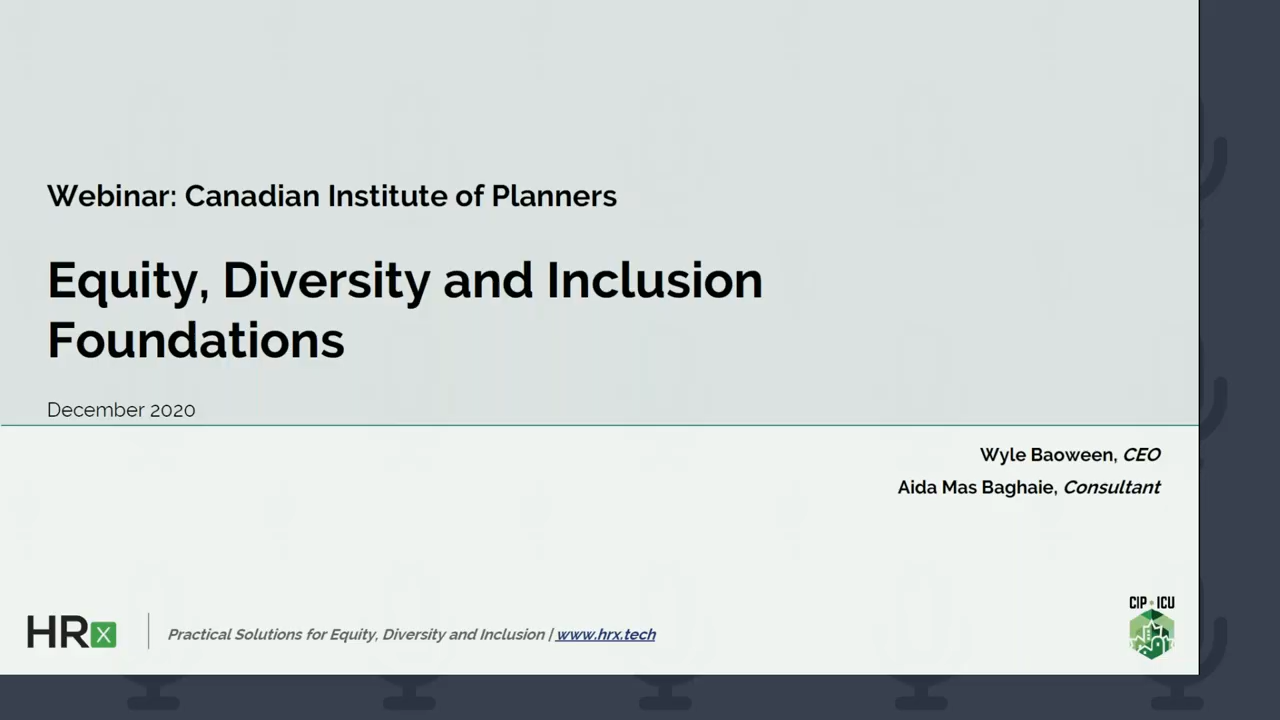 Webinar: Canadian Institute of Planners
Equity, Diversity and Inclusion
Foundations
December 2020
Wyle Baoween, CEO
Aida Mas Baghaie, Consultant
HRX
Practical Solutions for Equity, Diversity and Inclusion | www.hrx.tech
CIP • ICU